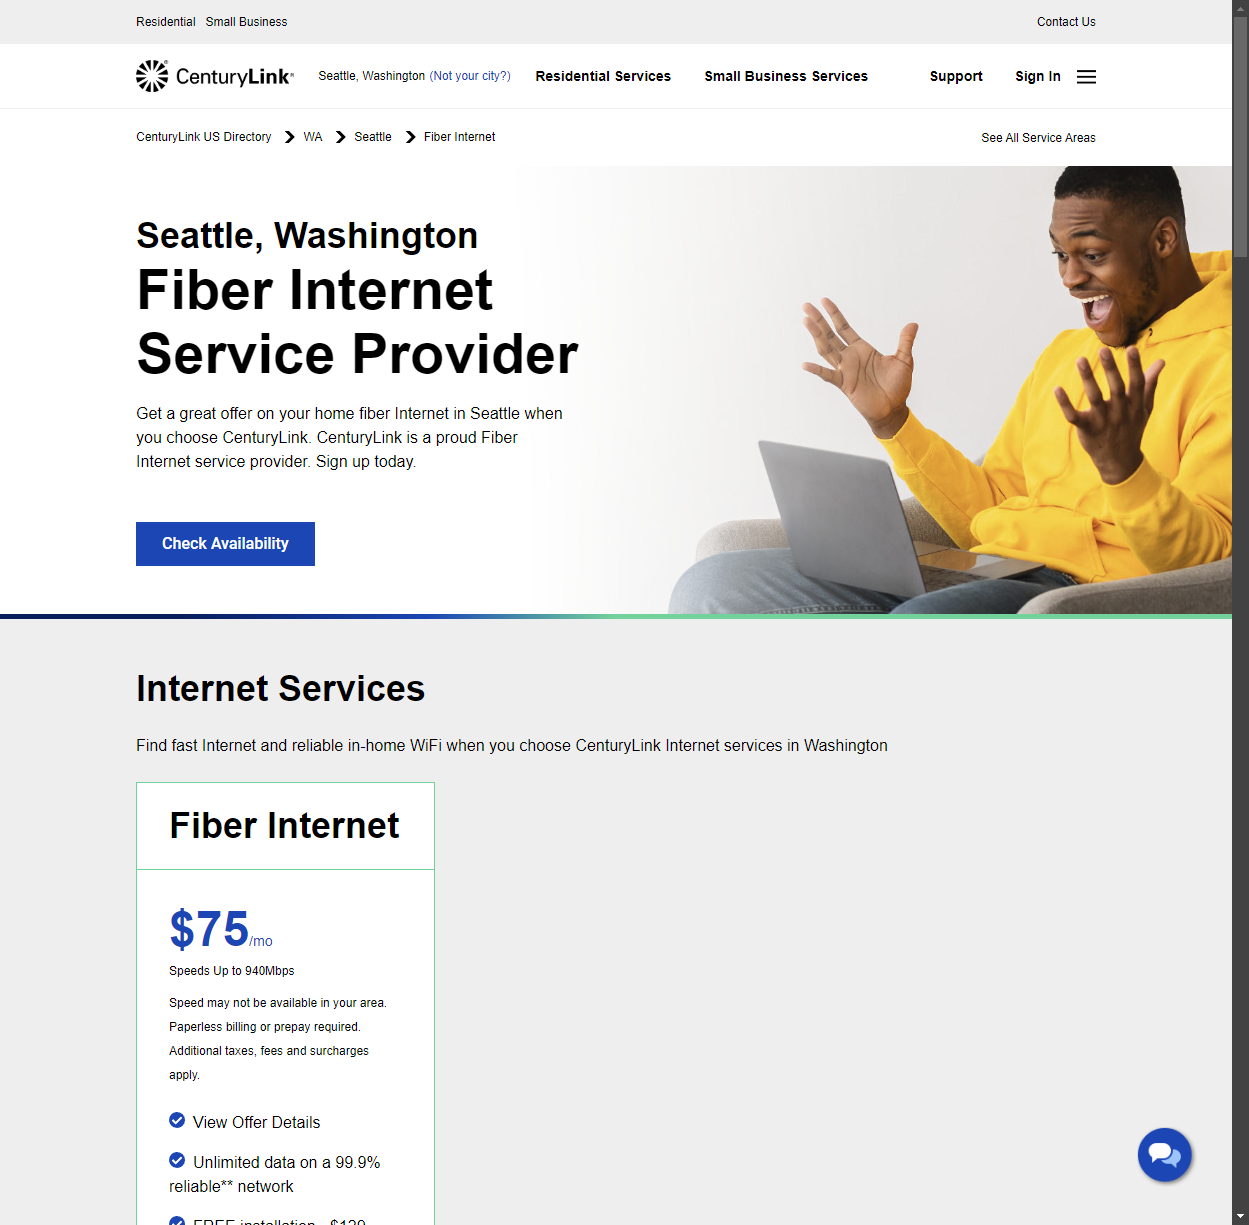 Residential Small Business Contact Us
CenturyLink® Seattle, Washington (Not your city?) Residential Services Small Business Services Support Sign In
CenturyLink US Directory WA Seattle Fiber Internet See All Service Areas
Seattle, Washington
Fiber Internet
Service Provider
Get a great offer on your home fiber Internet in Seattle when
you choose CenturyLink. CenturyLink is a proud Fiber
Internet service provider. Sign up today.
Check Availability
Internet Services
Find fast Internet and reliable in-home WiFi when you choose CenturyLink Internet services in Washington
Fiber Internet
$75/mo
Speeds Up to 940Mbps
Speed may not be available in your area.
Paperless billing or prepay required.
Additional taxes, fees and surcharges
apply.
View Offer Details
Unlimited data on a 99.9%
reliable** network
FREE installation - $129